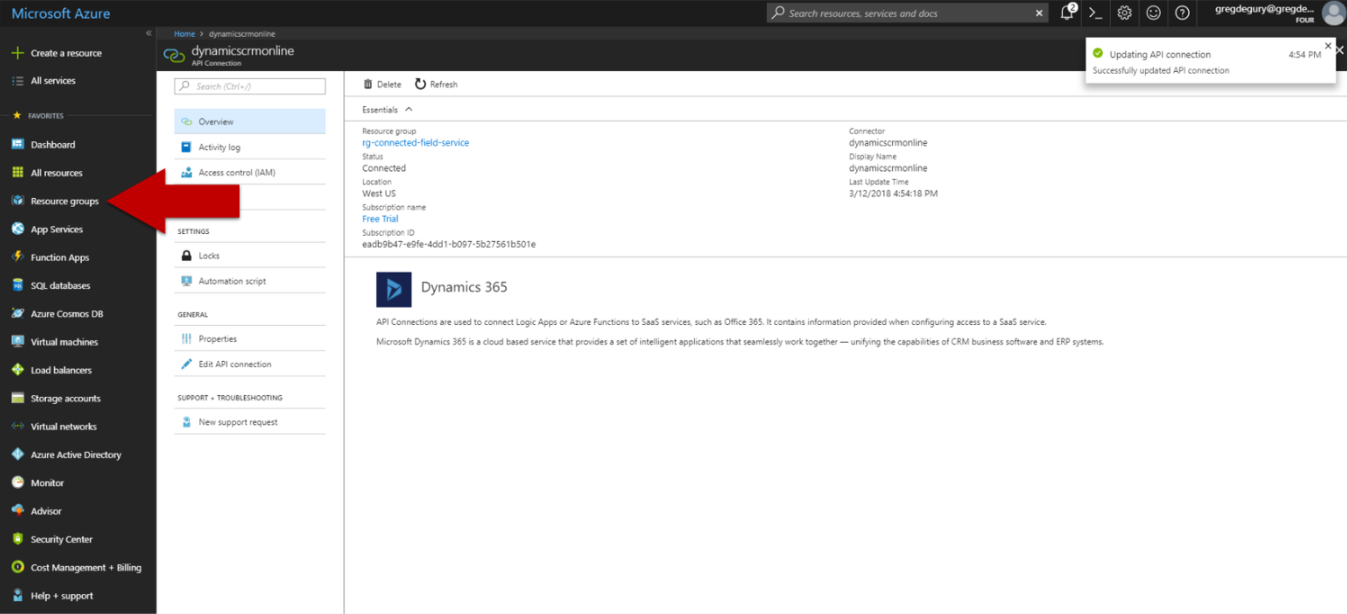 Microsoft Azure
Search resources, services and docs
2
gregdegury@gregde...
FOUR
Home > dynamicscrmonline
dynamicscrmonline
API Connection
Updating API connection 4:54 PM
Successfully updated API connection
Create a resource
All services
FAVORITES
Dashboard
All resources
Resource groups
App Services
Function Apps
SQL databases
Azure Cosmos DB
Virtual machines
Load balancers
Storage accounts
Virtual networks
Azure Active Directory
Monitor
Advisor
Security Center
Cost Management + Billing
Help + support
Search (Ctrl+/)
Overview
Activity log
Access control (IAM)
SETTINGS
Locks
Automation script
GENERAL
Properties
Edit API connection
SUPPORT + TROUBLESHOOTING
New support request
Delete Refresh
Essentials
Resource group
rg-connected-field-service
Status
Connected
Location
West US
Subscription name
Free Trial
Subscription ID
eadb9b47-e9fe-4dd1-b097-5b27561b501e
Connector
dynamicscrmonline
Display Name
dynamicscrmonline
Last Update Time
3/12/2018 4:54:18 PM
Dynamics 365
API Connections are used to connect Logic Apps or Azure Functions to SaaS services, such as Office 365. It contains information provided when configuring access to a SaaS service.
Microsoft Dynamics 365 is a cloud based service that provides a set of intelligent applications that seamlessly work together — unifying the capabilities of CRM business software and ERP systems.